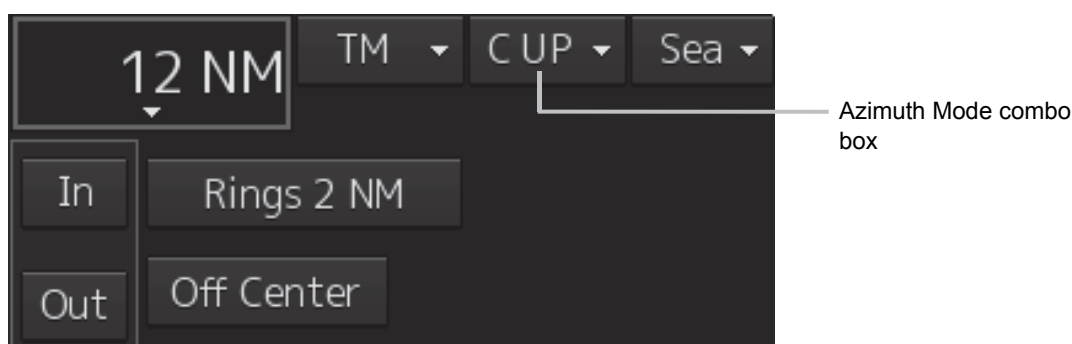 12 NM
TM
C UP
Sea
Azimuth Mode combo
box
In
Rings 2 NM
Out
Off Center